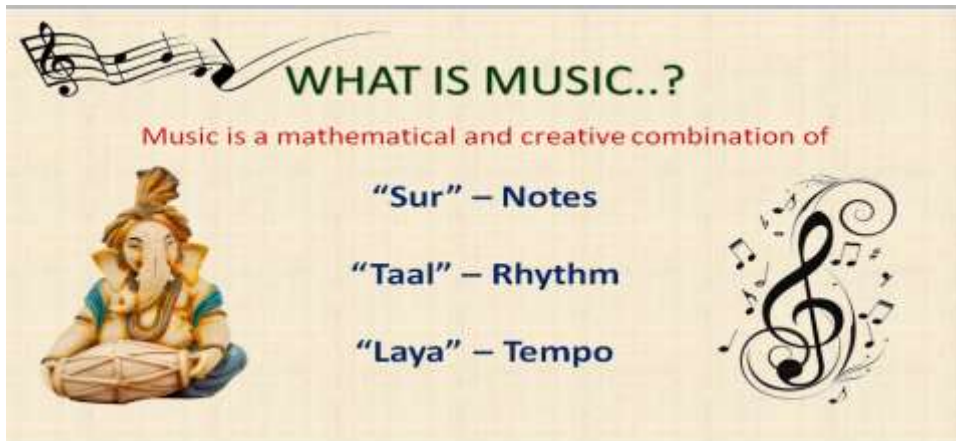 WHAT IS MUSIC..?
Music is a mathematical and creative combination of
“Sur” – Notes
“Taal” – Rhythm
“Laya” – Tempo